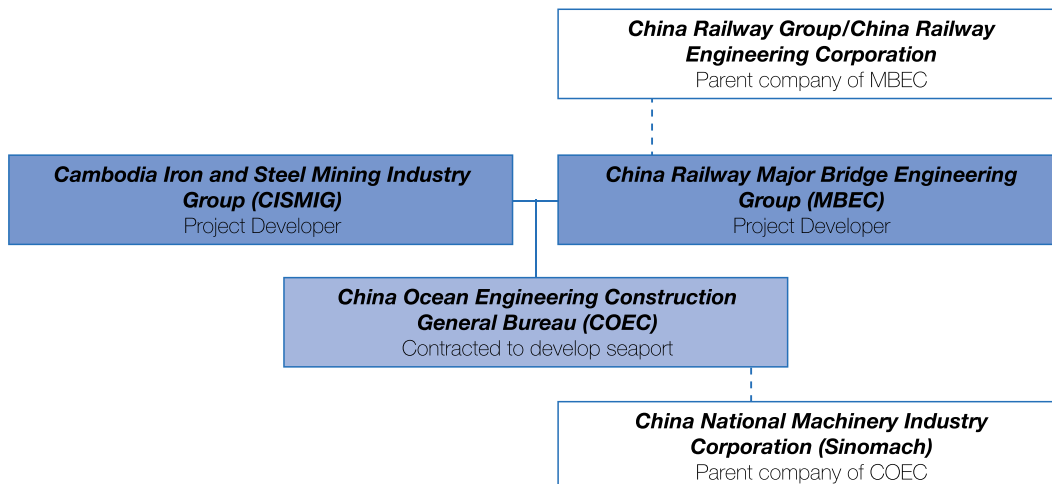 China Railway Group/China Railway
Engineering Corporation
Parent company of MBEC
Cambodia Iron and Steel Mining Industry
Group (CISMIG)
Project Developer
China Railway Major Bridge Engineering
Group (MBEC)
Project Developer
China Ocean Engineering Construction
General Bureau (COEC)
Contracted to develop seaport
China National Machinery Industry
Corporation (Sinomach)
Parent company of COEC